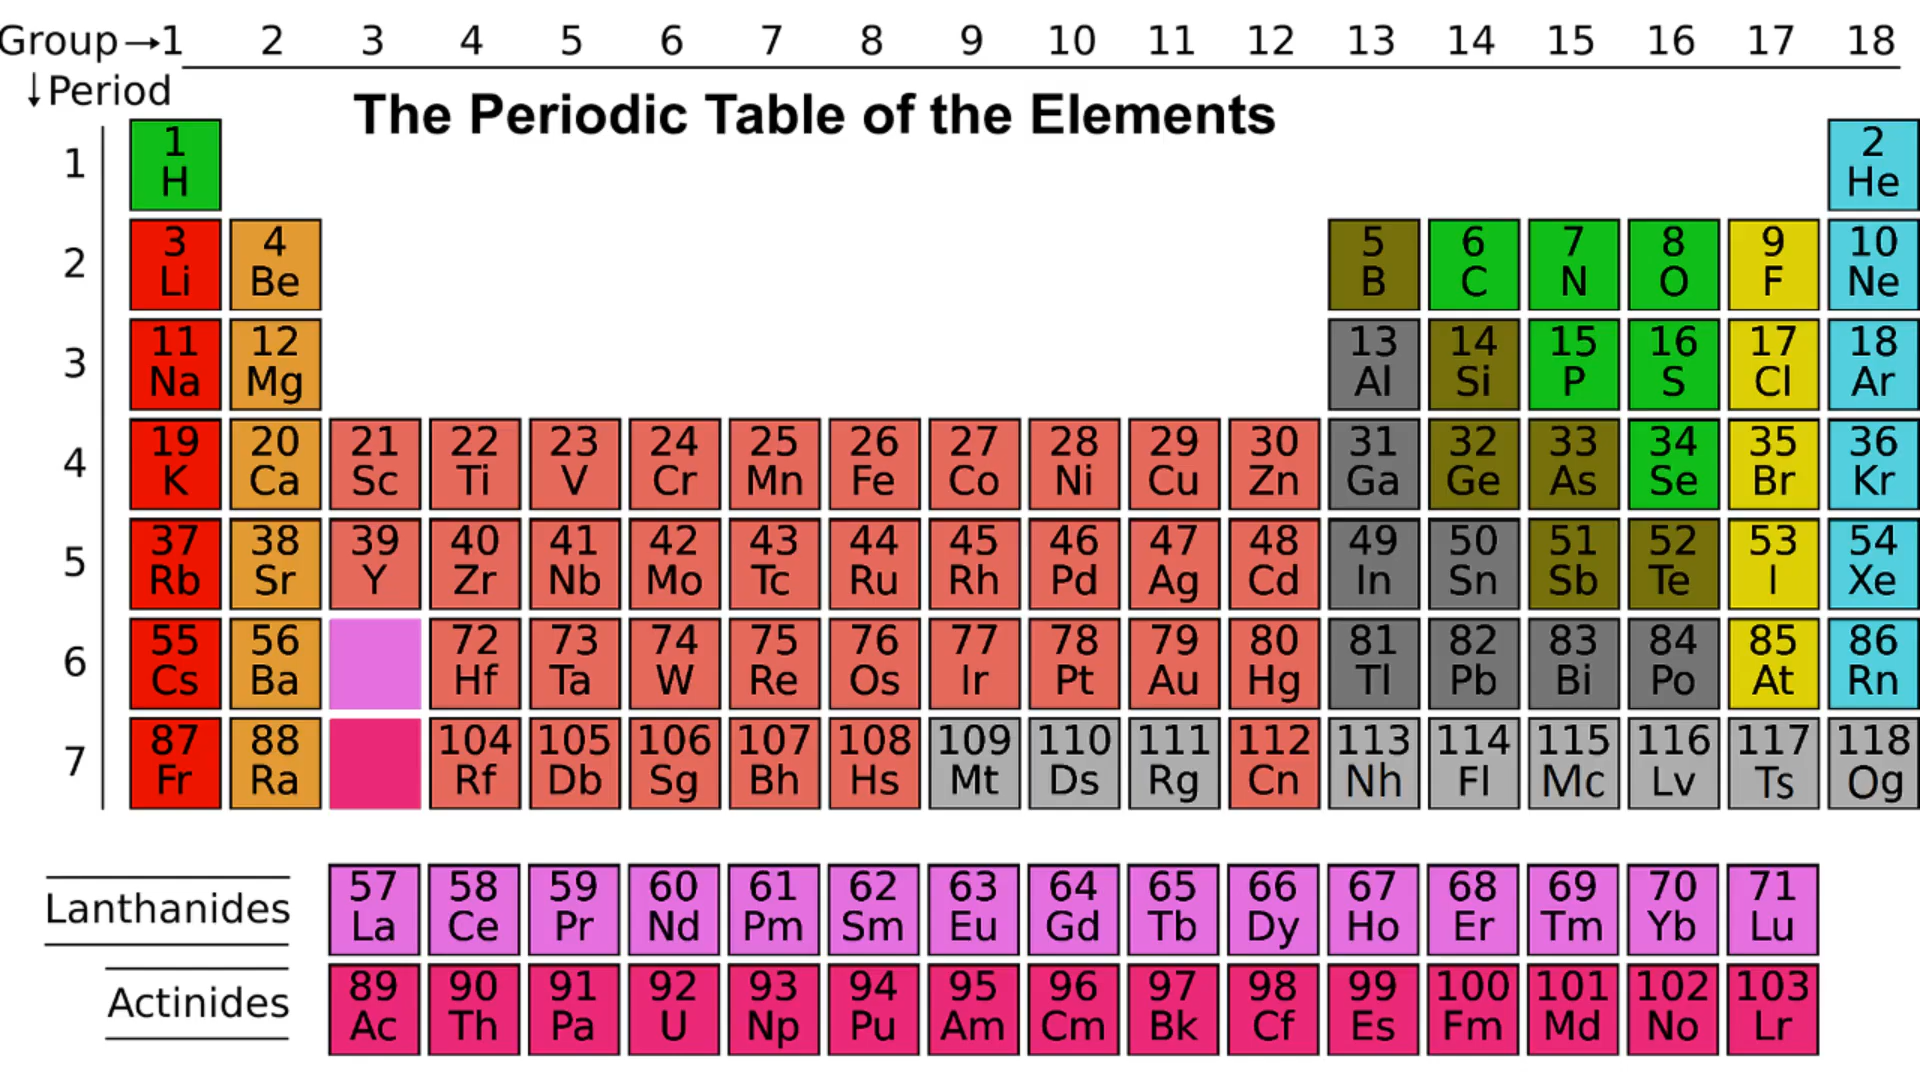 Group →1 2 3 4 5 6 7 8 9 10 11 12 13 14 15 16 17 18
↓Period
The Periodic Table of the Elements
1 1 2
H He
2 3 4 5 6 7 8 9 10
Li Be B C N O F Ne
3 11 12 13 14 15 16 17 18
Na Mg Al Si P S Cl Ar
4 19 20 21 22 23 24 25 26 27 28 29 30 31 32 33 34 35 36
K Ca Sc Ti V Cr Mn Fe Co Ni Cu Zn Ga Ge As Se Br Kr
5 37 38 39 40 41 42 43 44 45 46 47 48 49 50 51 52 53 54
Rb Sr Y Zr Nb Mo Tc Ru Rh Pd Ag Cd In Sn Sb Te I Xe
6 55 56 72 73 74 75 76 77 78 79 80 81 82 83 84 85 86
Cs Ba Hf Ta W Re Os Ir Pt Au Hg Tl Pb Bi Po At Rn
7 87 88 104 105 106 107 108 109 110 111 112 113 114 115 116 117 118
Fr Ra Rf Db Sg Bh Hs Mt Ds Rg Cn Nh Fl Mc Lv Ts Og
Lanthanides 57 58 59 60 61 62 63 64 65 66 67 68 69 70 71
La Ce Pr Nd Pm Sm Eu Gd Tb Dy Ho Er Tm Yb Lu
Actinides 89 90 91 92 93 94 95 96 97 98 99 100 101 102 103
Ac Th Pa U Np Pu Am Cm Bk Cf Es Fm Md No Lr